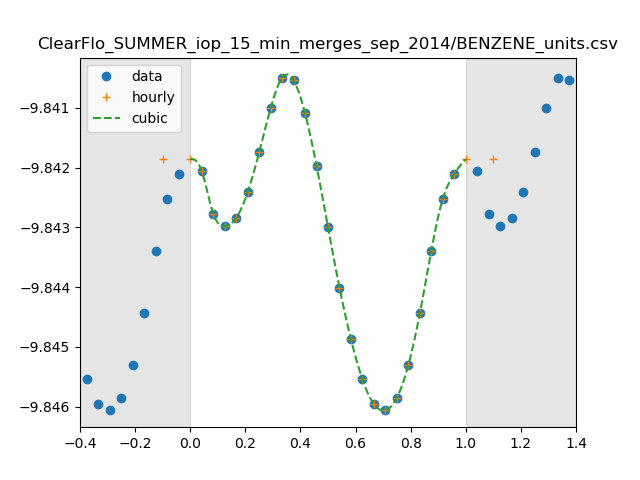 ClearFlo_SUMMER_iop_15_min_merges_sep_2014/BENZENE_units.csv
data
hourly
cubic
−9.841
−9.842
−9.843
−9.844
−9.845
−9.846
−0.4 −0.2 0.0 0.2 0.4 0.6 0.8 1.0 1.2 1.4